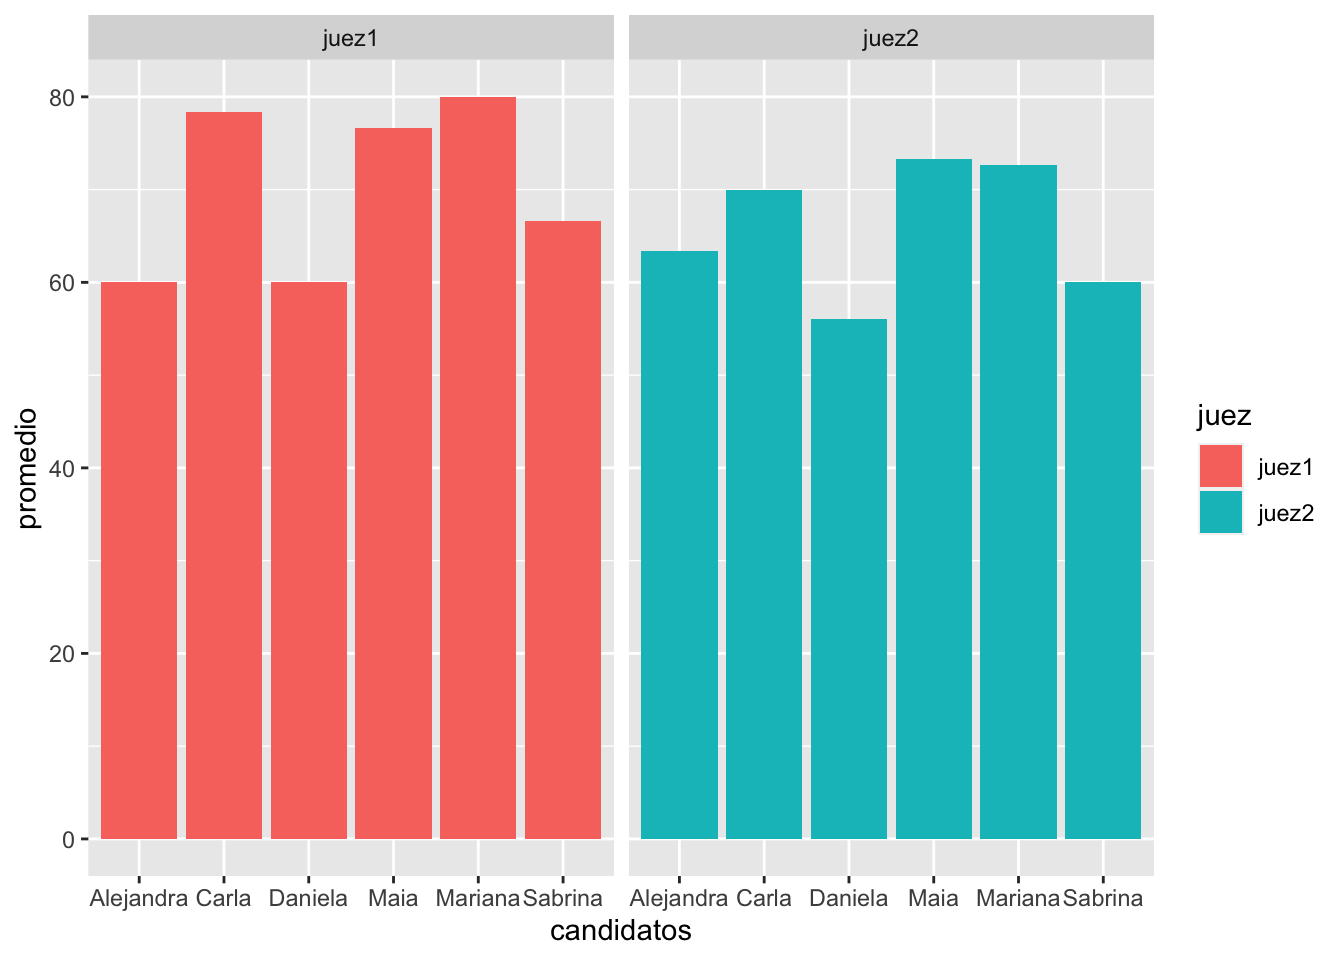 juez1 juez2
80
60
40
20
0
promedio
Alejandra Carla Daniela Maia Mariana Sabrina Alejandra Carla Daniela Maia Mariana Sabrina
candidatos
juez
juez1
juez2